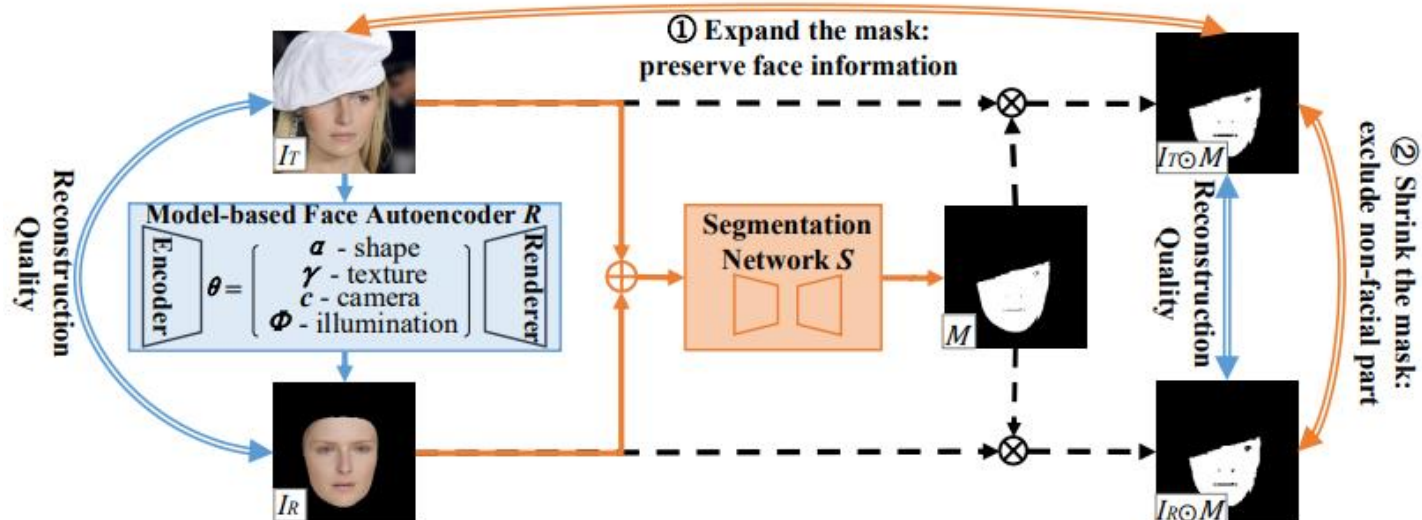 ① Expand the mask:
preserve face information
I_T
I_T⊙M
② Shrink the mask:
exclude non-facial part
Reconstruction
Quality
Model-based Face Autoencoder R
Encoder
θ =
α - shape
γ - texture
c - camera
Φ - illumination
Renderer
Segmentation
Network S
M
Reconstruction
Quality
I_R
I_R⊙M